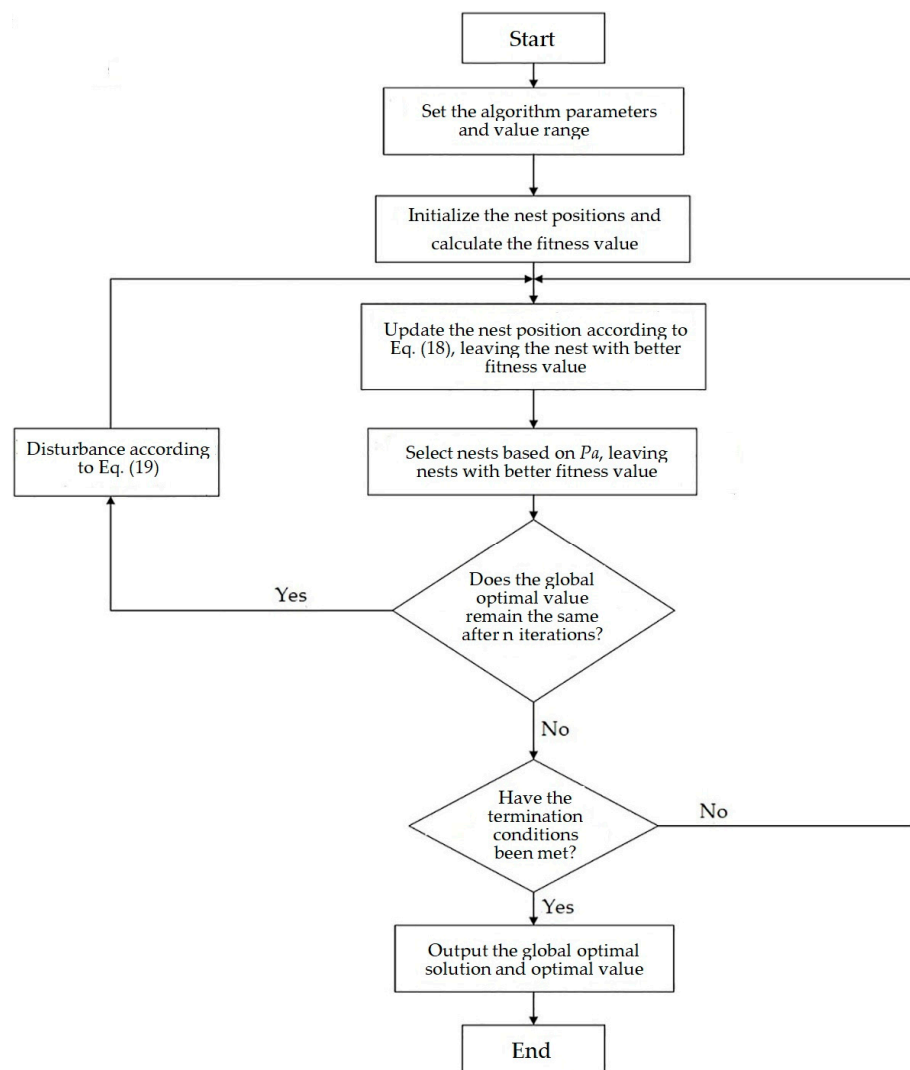 Start
Set the algorithm parameters
and value range
Initialize the nest positions and
calculate the fitness value
Update the nest position according to
Eq. (18), leaving the nest with better
fitness value
Disturbance according
to Eq. (19)
Select nests based on Pa, leaving
nests with better fitness value
Does the global
optimal value
remain the same
after n iterations?
Yes
No
Have the
termination
conditions
been met?
No
Yes
Output the global optimal
solution and optimal value
End